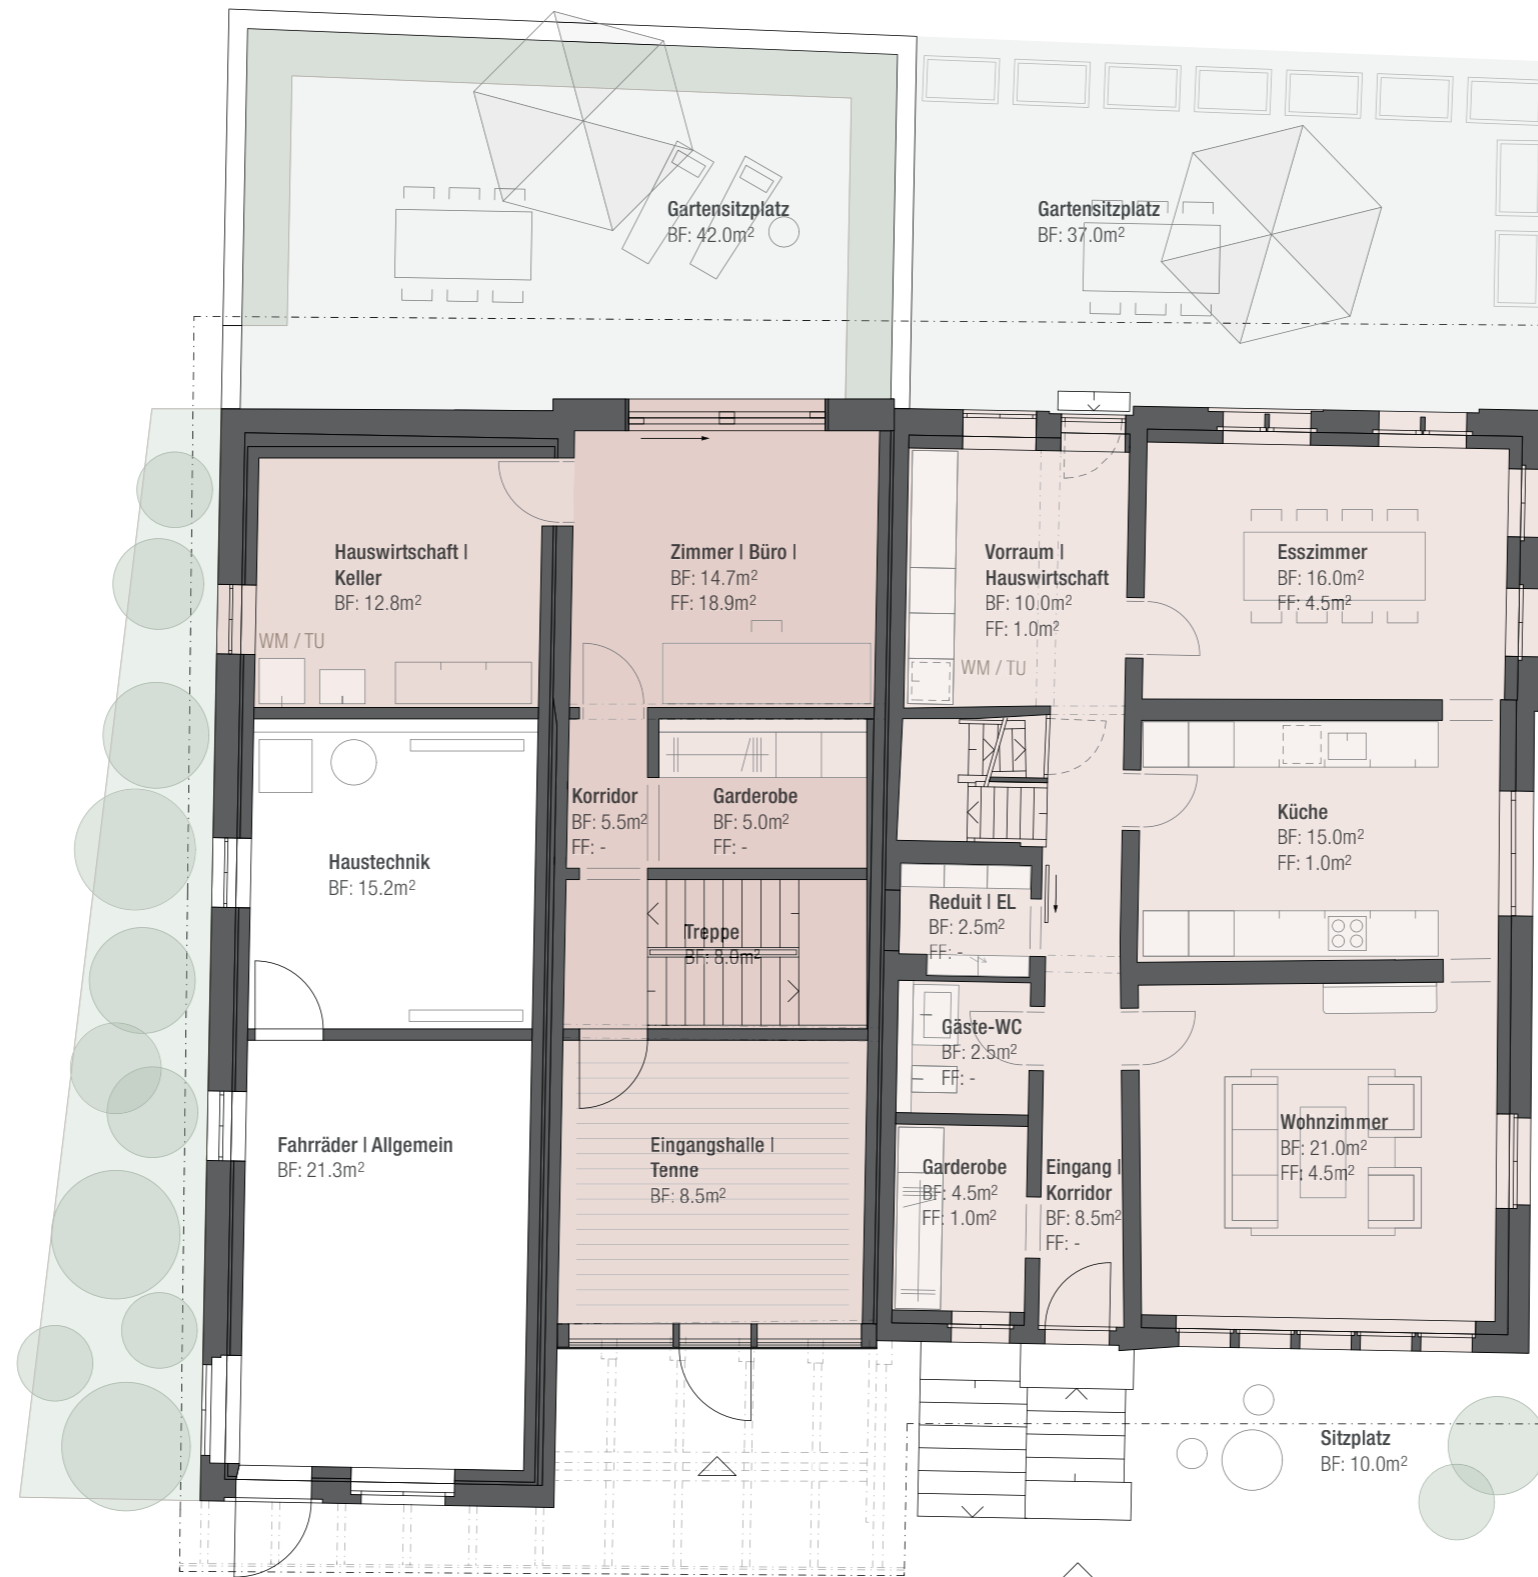 Gartensitzplatz
BF: 42.0m²
Gartensitzplatz
BF: 37.0m²
Hauswirtschaft |
Keller
BF: 12.8m²
WM / TU
Zimmer | Büro |
BF: 14.7m²
FF: 18.9m²
Vorraum |
Hauswirtschaft
BF: 10.0m²
FF: 1.0m²
WM / TU
Esszimmer
BF: 16.0m²
FF: 4.5m²
Korridor
BF: 5.5m²
FF: -
Garderobe
BF: 5.0m²
FF: -
Küche
BF: 15.0m²
FF: 1.0m²
Haustechnik
BF: 15.2m²
Treppe
BF: 8.0m²
Reduit | EL
BF: 2.5m²
FF: -
Gäste-WC
BF: 2.5m²
FF: -
Fahrräder | Allgemein
BF: 21.3m²
Eingangshalle |
Tenne
BF: 8.5m²
Garderobe
BF: 4.5m²
FF: 1.0m²
Eingang |
Korridor
BF: 8.5m²
FF: -
Wohnzimmer
BF: 21.0m²
FF: 4.5m²
Sitzplatz
BF: 10.0m²